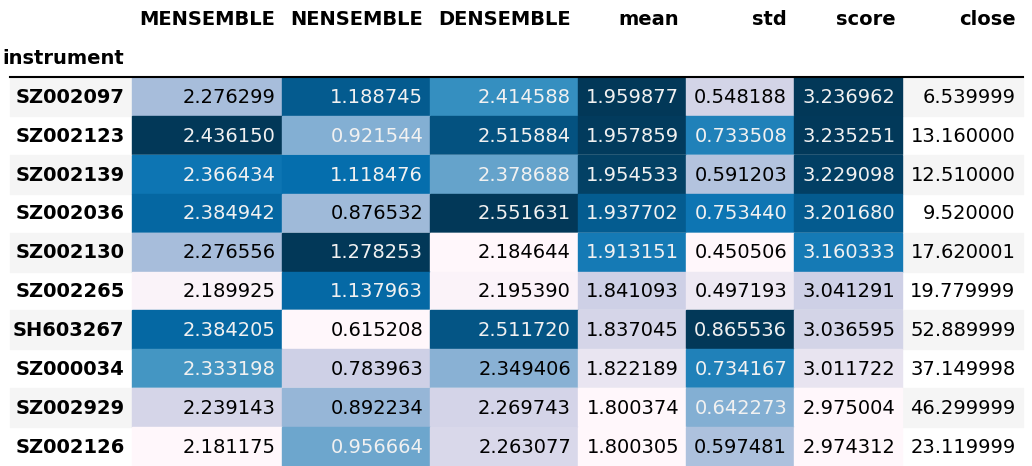 MENSEMBLE NENSEMBLE DENSEMBLE mean std score close
instrument
SZ002097 2.276299 1.188745 2.414588 1.959877 0.548188 3.236962 6.539999
SZ002123 2.436150 0.921544 2.515884 1.957859 0.733508 3.235251 13.160000
SZ002139 2.366434 1.118476 2.378688 1.954533 0.591203 3.229098 12.510000
SZ002036 2.384942 0.876532 2.551631 1.937702 0.753440 3.201680 9.520000
SZ002130 2.276556 1.278253 2.184644 1.913151 0.450506 3.160333 17.620001
SZ002265 2.189925 1.137963 2.195390 1.841093 0.497193 3.041291 19.779999
SH603267 2.384205 0.615208 2.511720 1.837045 0.865536 3.036595 52.889999
SZ000034 2.333198 0.783963 2.349406 1.822189 0.734167 3.011722 37.149998
SZ002929 2.239143 0.892234 2.269743 1.800374 0.642273 2.975004 46.299999
SZ002126 2.181175 0.956664 2.263077 1.800305 0.597481 2.974312 23.119999